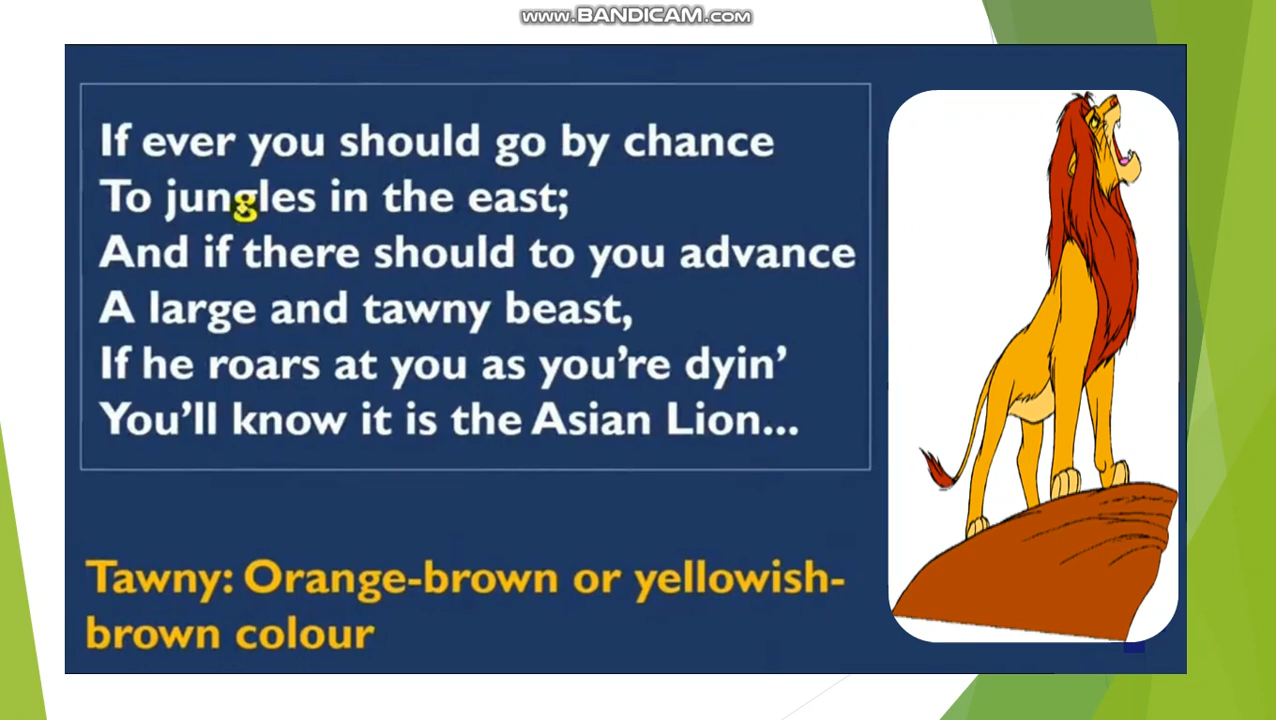 www.BANDICAM.com
If ever you should go by chance
To jungles in the east;
And if there should to you advance
A large and tawny beast,
If he roars at you as you're dyin'
You'll know it is the Asian Lion...
Tawny: Orange-brown or yellowish-
brown colour